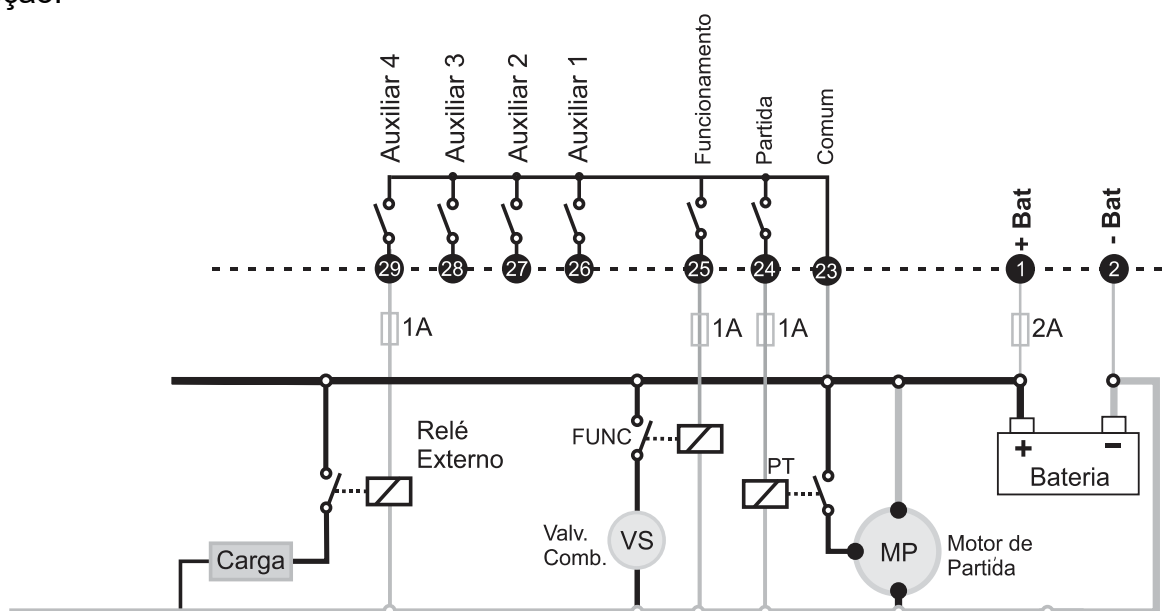 ção.
Auxiliar 4
Auxiliar 3
Auxiliar 2
Auxiliar 1
Funcionamento
Partida
Comum
+ Bat
- Bat
29
28
27
26
25
24
23
1
2
1A
1A
1A
2A
Relé
Externo
FUNC
PT
+
-
Bateria
Carga
Valv.
Comb.
VS
MP
Motor de
Partida